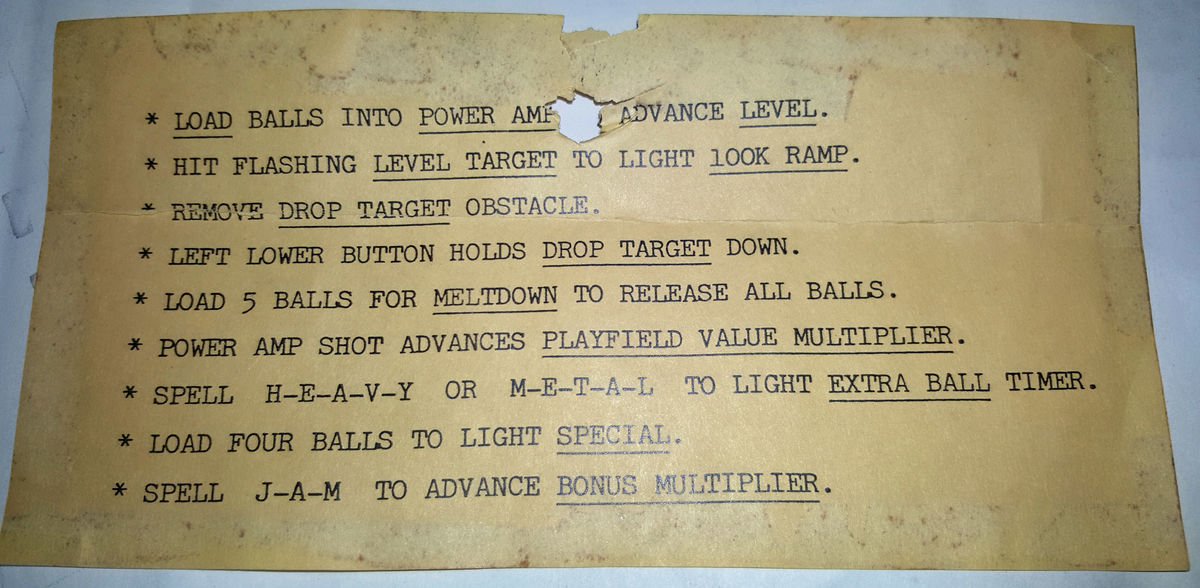 * LOAD BALLS INTO POWER AMP ADVANCE LEVEL.
* HIT FLASHING LEVEL TARGET TO LIGHT 100K RAMP.
* REMOVE DROP TARGET OBSTACLE.
* LEFT LOWER BUTTON HOLDS DROP TARGET DOWN.
* LOAD 5 BALLS FOR MELTDOWN TO RELEASE ALL BALLS.
* POWER AMP SHOT ADVANCES PLAYFIELD VALUE MULTIPLIER.
* SPELL H-E-A-V-Y OR M-E-T-A-L TO LIGHT EXTRA BALL TIMER.
* LOAD FOUR BALLS TO LIGHT SPECIAL.
* SPELL J-A-M TO ADVANCE BONUS MULTIPLIER.